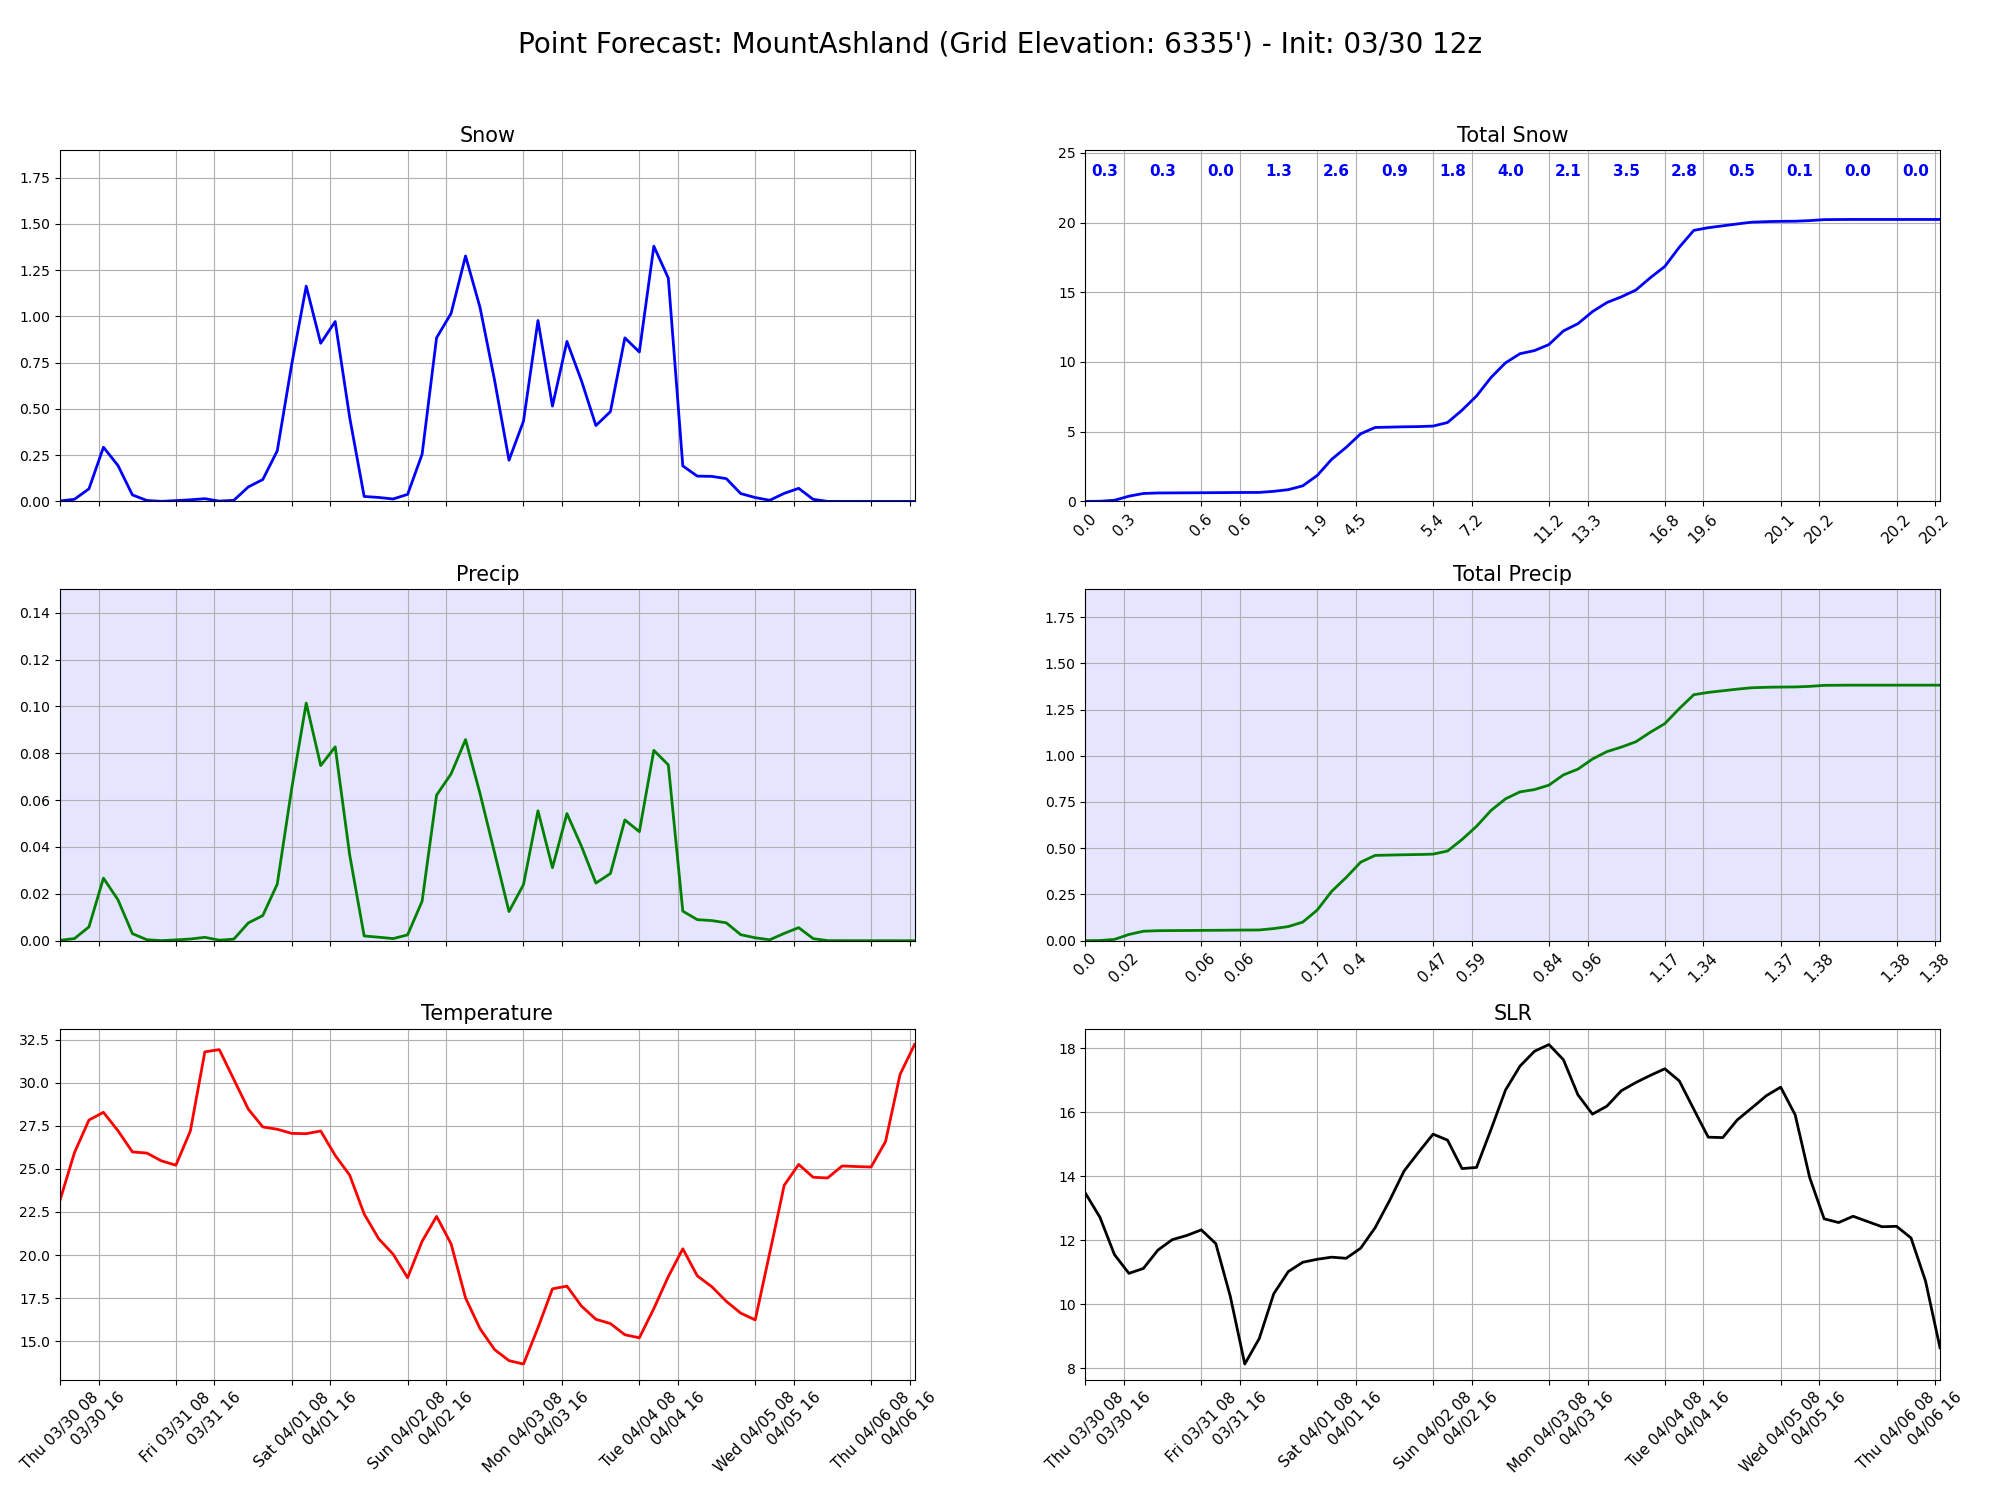 Point Forecast: MountAshland (Grid Elevation: 6335') - Init: 03/30 12z
Snow
1.75
1.50
1.25
1.00
0.75
0.50
0.25
0.00
Total Snow
0.3 0.3 0.0 1.3 2.6 0.9 1.8 4.0 2.1 3.5 2.8 0.5 0.1 0.0 0.0
25
20
15
10
5
0
0.0 0.3 0.6 0.6 1.9 4.5 5.4 7.2 11.2 13.3 16.8 19.6 20.1 20.2 20.2 20.2
Precip
0.14
0.12
0.10
0.08
0.06
0.04
0.02
0.00
Total Precip
1.75
1.50
1.25
1.00
0.75
0.50
0.25
0.00
0.0 0.02 0.06 0.06 0.17 0.4 0.47 0.59 0.84 0.96 1.17 1.34 1.37 1.38 1.38 1.38
Temperature
32.5
30.0
27.5
25.0
22.5
20.0
17.5
15.0
Thu 03/30 08
03/30 16
Fri 03/31 08
03/31 16
Sat 04/01 08
04/01 16
Sun 04/02 08
04/02 16
Mon 04/03 08
04/03 16
Tue 04/04 08
04/04 16
Wed 04/05 08
04/05 16
Thu 04/06 08
04/06 16
SLR
18
16
14
12
10
8
Thu 03/30 08
03/30 16
Fri 03/31 08
03/31 16
Sat 04/01 08
04/01 16
Sun 04/02 08
04/02 16
Mon 04/03 08
04/03 16
Tue 04/04 08
04/04 16
Wed 04/05 08
04/05 16
Thu 04/06 08
04/06 16